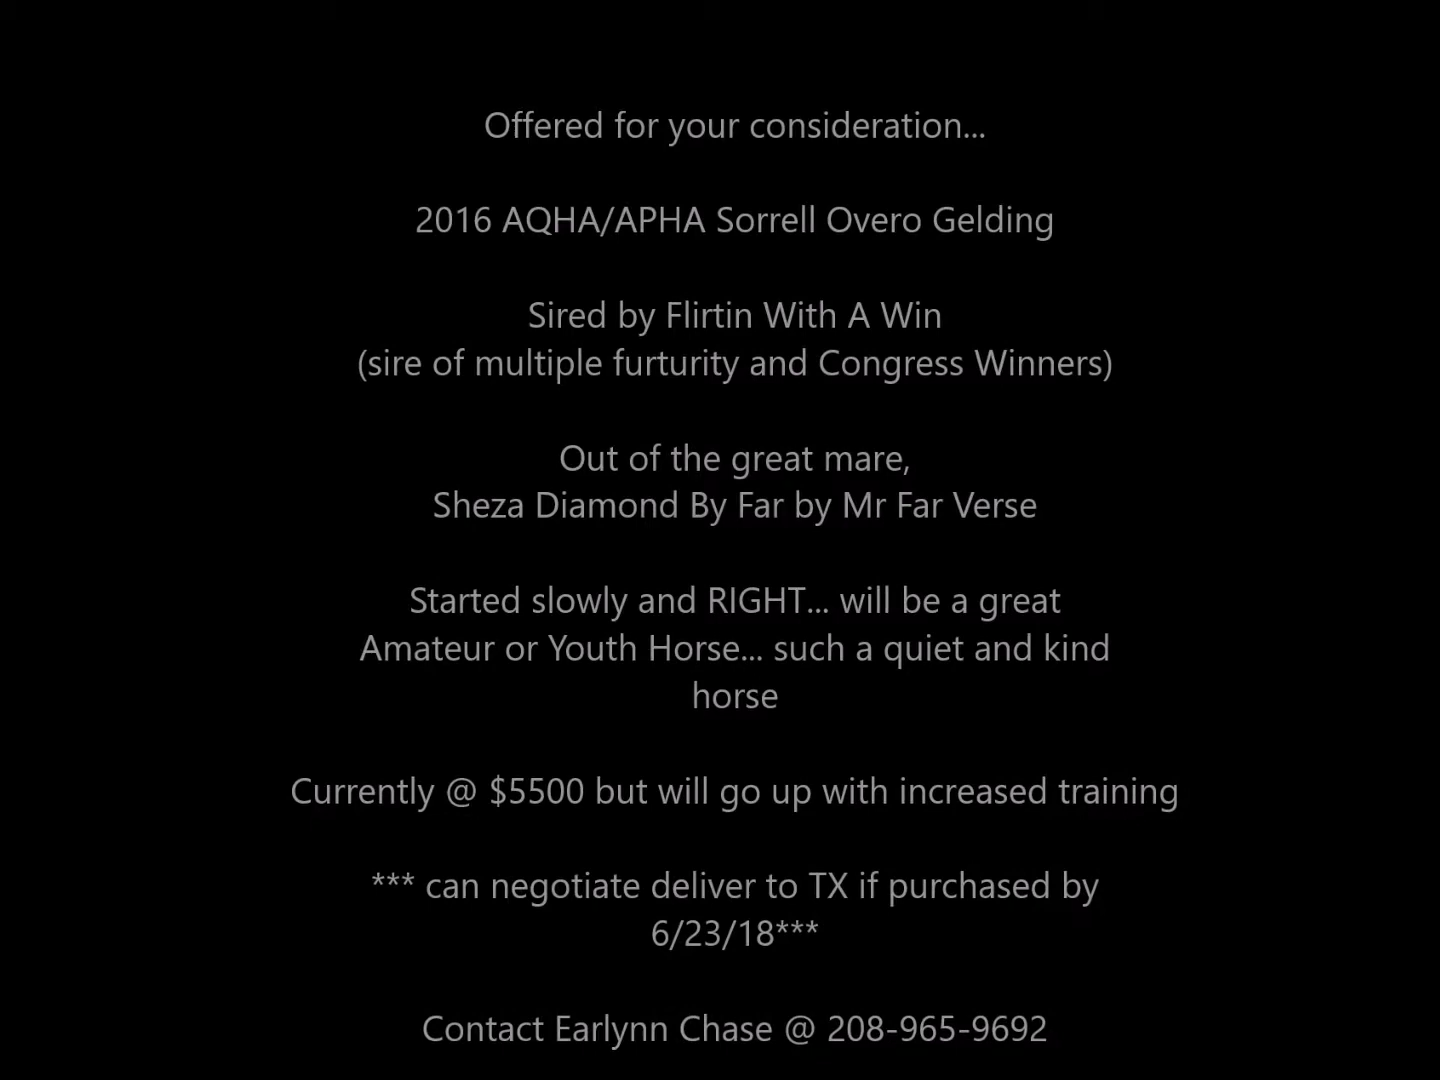 Offered for your consideration...
2016 AQHA/APHA Sorrell Overo Gelding
Sired by Flirtin With A Win
(sire of multiple furturity and Congress Winners)
Out of the great mare,
Sheza Diamond By Far by Mr Far Verse
Started slowly and RIGHT... will be a great
Amateur or Youth Horse... such a quiet and kind
horse
Currently @ $5500 but will go up with increased training
*** can negotiate deliver to TX if purchased by
6/23/18***
Contact Earlynn Chase @ 208-965-9692